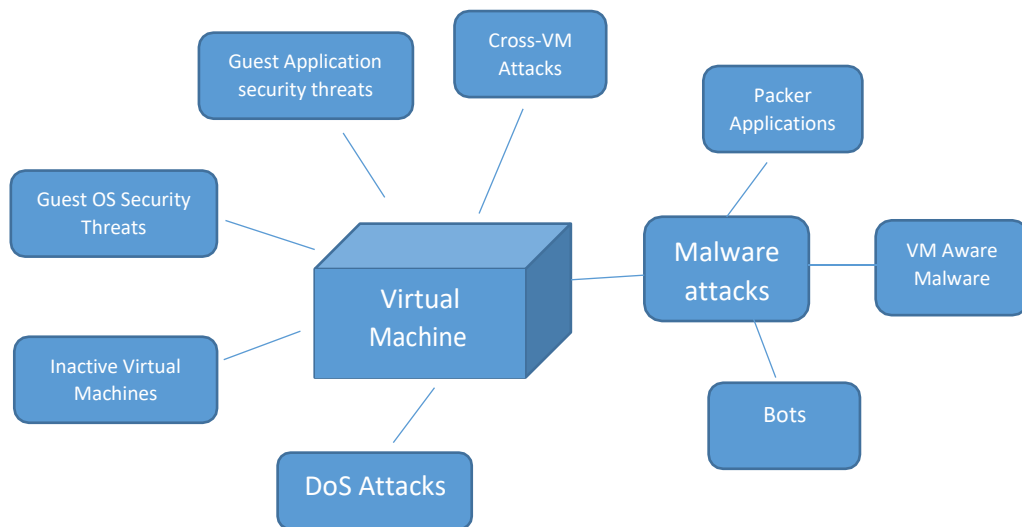 Cross-VM
Attacks
Guest Application
security threats
Packer
Applications
Guest OS Security
Threats
Malware
attacks
VM Aware
Malware
Virtual
Machine
Inactive Virtual
Machines
Bots
DoS Attacks